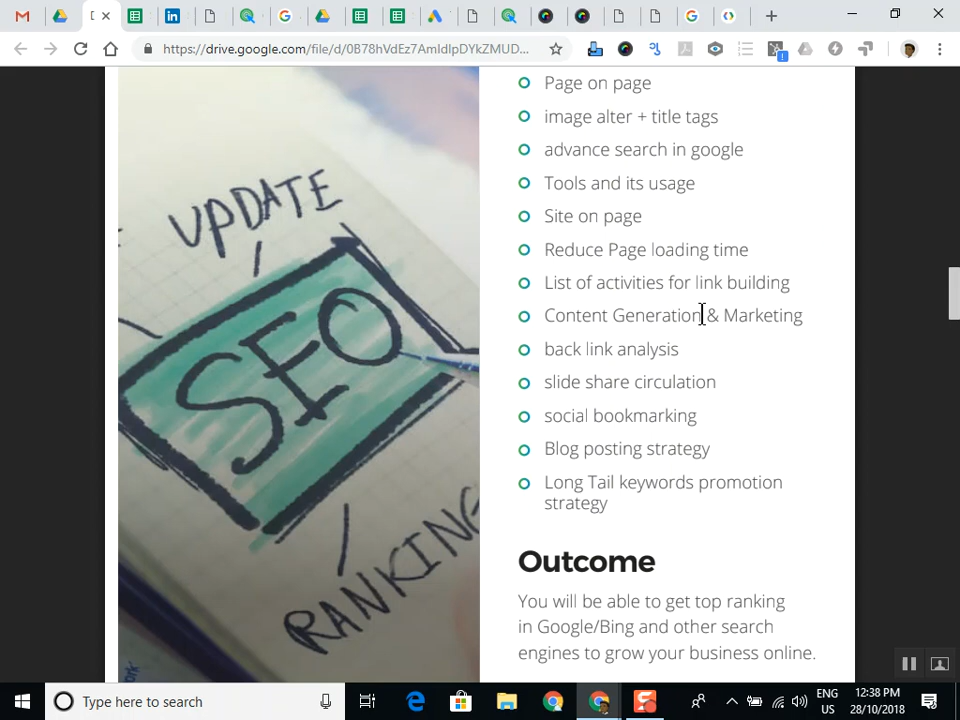 D
https://drive.google.com/file/d/0B78hVdEz7AmIdlpDYkZMUD...
Page on page
image alter + title tags
advance search in google
Tools and its usage
Site on page
Reduce Page loading time
List of activities for link building
Content Generation & Marketing
back link analysis
slide share circulation
social bookmarking
Blog posting strategy
Long Tail keywords promotion
strategy
Outcome
You will be able to get top ranking
in Google/Bing and other search
engines to grow your business online.
UPDATE
SEO
RANKING
Type here to search
ENG
US
12:38 PM
28/10/2018